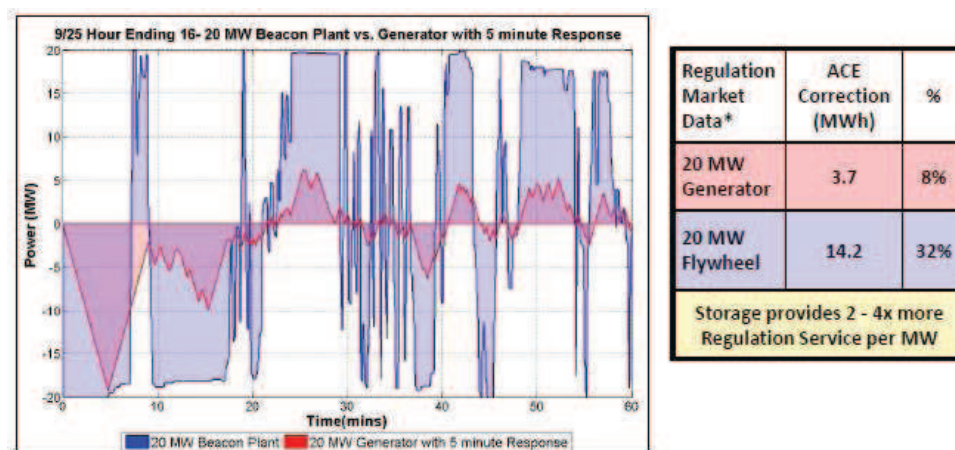 9/25 Hour Ending 16- 20 MW Beacon Plant vs. Generator with 5 minute Response
Power (MW)
20
15
10
5
0
-5
-10
-15
-20
0
10
20
30
40
50
60
Time(mins)
20 MW Beacon Plant
20 MW Generator with 5 minute Response
Regulation
Market
Data*
ACE
Correction
(MWh)
%
20 MW
Generator
3.7
8%
20 MW
Flywheel
14.2
32%
Storage provides 2 - 4x more
Regulation Service per MW